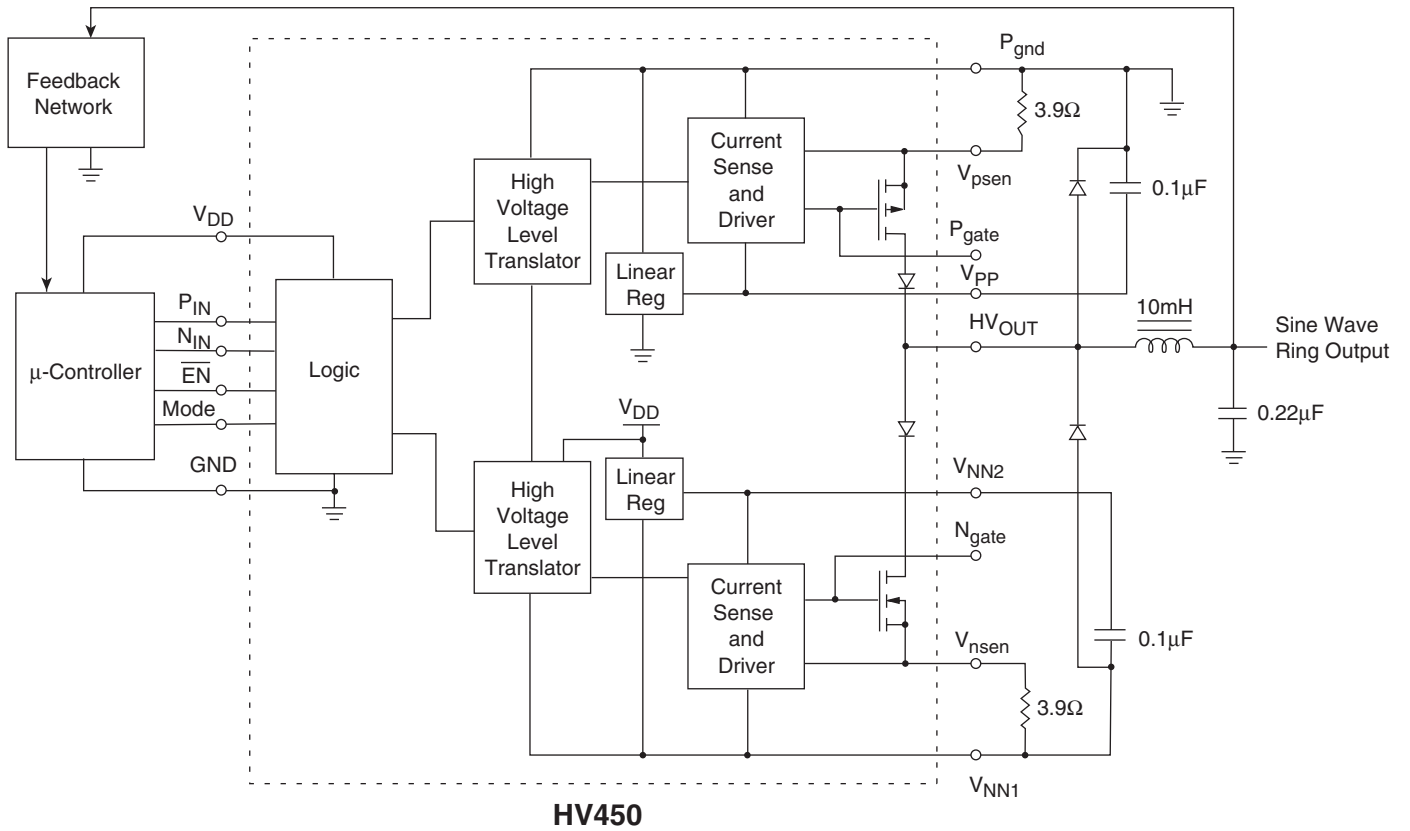 Feedback
Network
P_gnd
3.9Ω
Current
Sense
and
Driver
V_psen
0.1μF
High
Voltage
Level
Translator
V_DD
P_gate
Linear
Reg
V_PP
10mH
P_IN
N_IN
E̅N̅
Mode
GND
μ-Controller
Logic
HV_OUT
Sine Wave
Ring Output
0.22μF
V_DD
Linear
Reg
V_NN2
High
Voltage
Level
Translator
N_gate
Current
Sense
and
Driver
V_nsen
0.1μF
3.9Ω
V_NN1
HV450